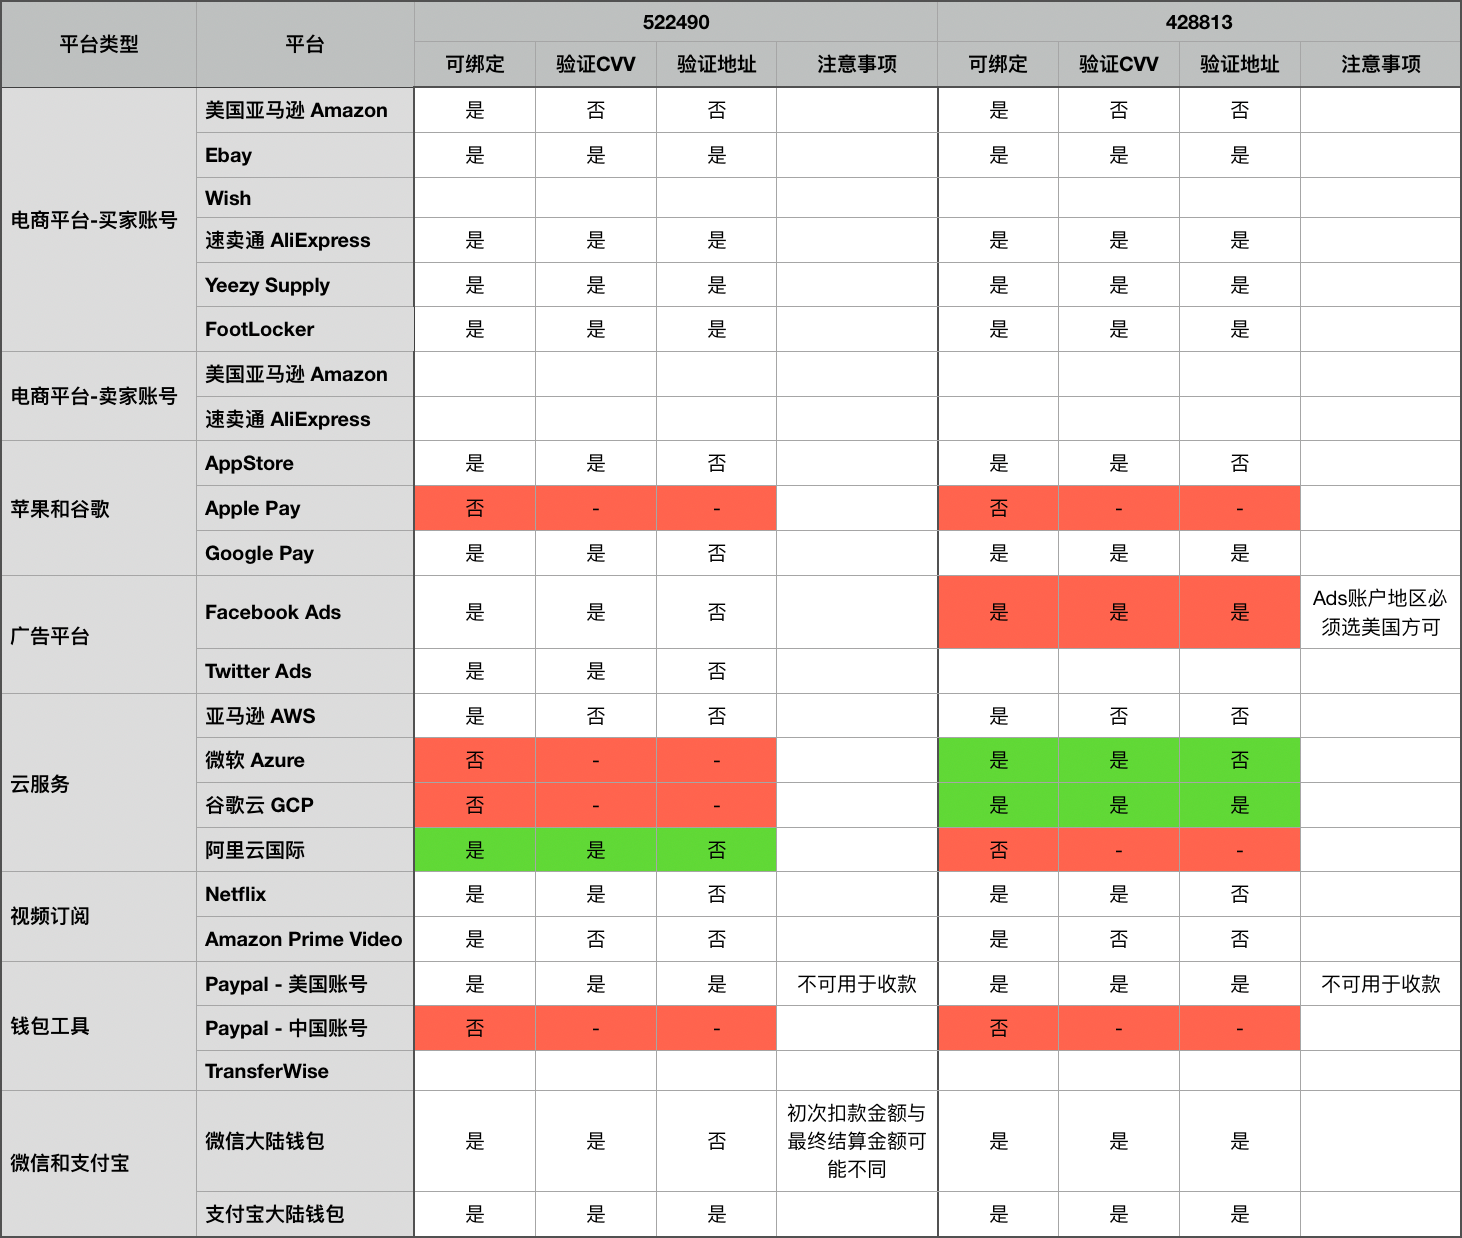 平台类型 平台 522490 428813
可绑定 验证CVV 验证地址 注意事项 可绑定 验证CVV 验证地址 注意事项
电商平台-买家账号
美国亚马逊 Amazon 是 否 否 是 否 否
Ebay 是 是 是 是 是 是
Wish
速卖通 AliExpress 是 是 是 是 是 是
Yeezy Supply 是 是 是 是 是 是
FootLocker 是 是 是 是 是 是
电商平台-卖家账号
美国亚马逊 Amazon
速卖通 AliExpress
苹果和谷歌
AppStore 是 是 否 是 是 否
Apple Pay 否 - - 否 - -
Google Pay 是 是 否 是 是 是
广告平台
Facebook Ads 是 是 否 是 是 是 Ads账户地区必
须选美国方可
Twitter Ads 是 是 否
云服务
亚马逊 AWS 是 否 否 是 否 否
微软 Azure 否 - - 是 是 否
谷歌云 GCP 否 - - 是 是 是
阿里云国际 是 是 否 否 - -
视频订阅
Netflix 是 是 否 是 是 否
Amazon Prime Video 是 否 否 是 否 否
钱包工具
Paypal - 美国账号 是 是 是 不可用于收款 是 是 是 不可用于收款
Paypal - 中国账号 否 - - 否 - -
TransferWise
微信和支付宝
微信大陆钱包 是 是 否 初次扣款金额与
最终结算金额可
能不同 是 是 是
支付宝大陆钱包 是 是 是 是 是 是